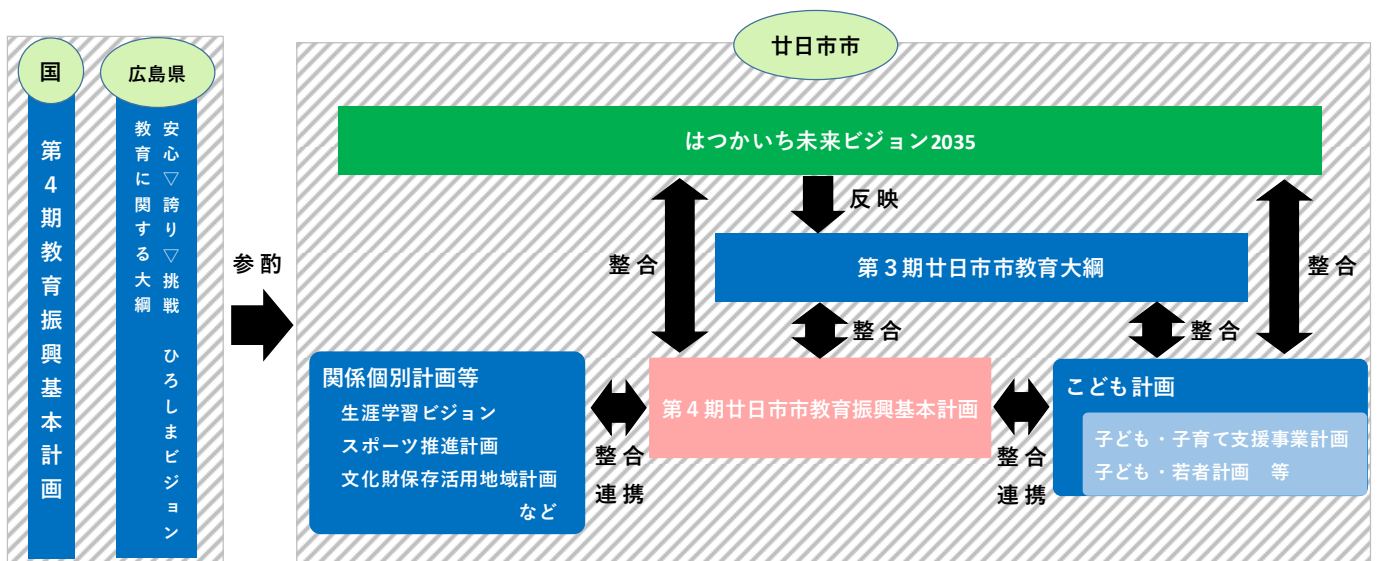 国
第４期教育振興基本計画
広島県
安心▷誇り▷挑戦　ひろしまビジョン
教育に関する大綱
参酌
廿日市市
はつかいち未来ビジョン2035
反映
整合
第３期廿日市市教育大綱
整合
整合
整合
関係個別計画等
生涯学習ビジョン
スポーツ推進計画
文化財保存活用地域計画
など
整合
連携
第４期廿日市市教育振興基本計画
整合
連携
こども計画
子ども・子育て支援事業計画
子ども・若者計画　等